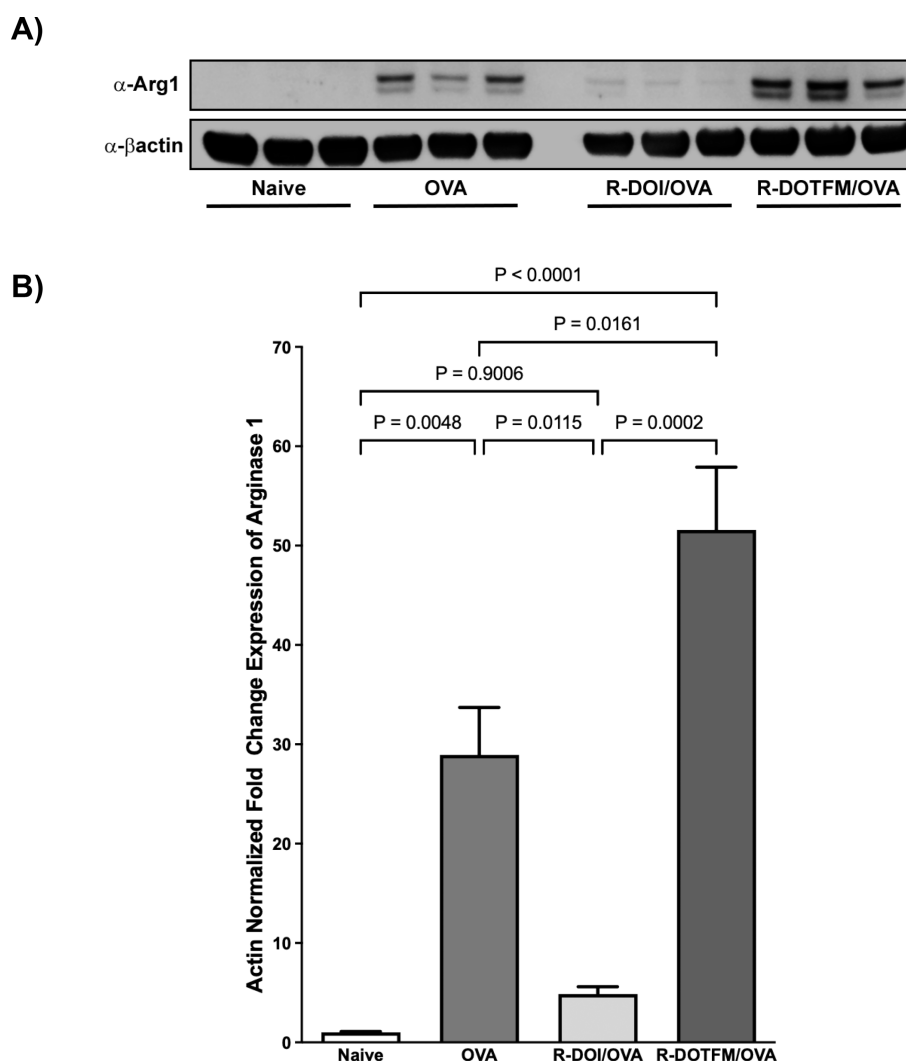 A)
α-Arg1
α-βactin
Naive OVA R-DOI/OVA R-DOTFM/OVA
B)
P < 0.0001
P = 0.0161
P = 0.9006
P = 0.0048 P = 0.0115 P = 0.0002
Actin Normalized Fold Change Expression of Arginase 1
70
60
50
40
30
20
10
0
Naive OVA R-DOI/OVA R-DOTFM/OVA